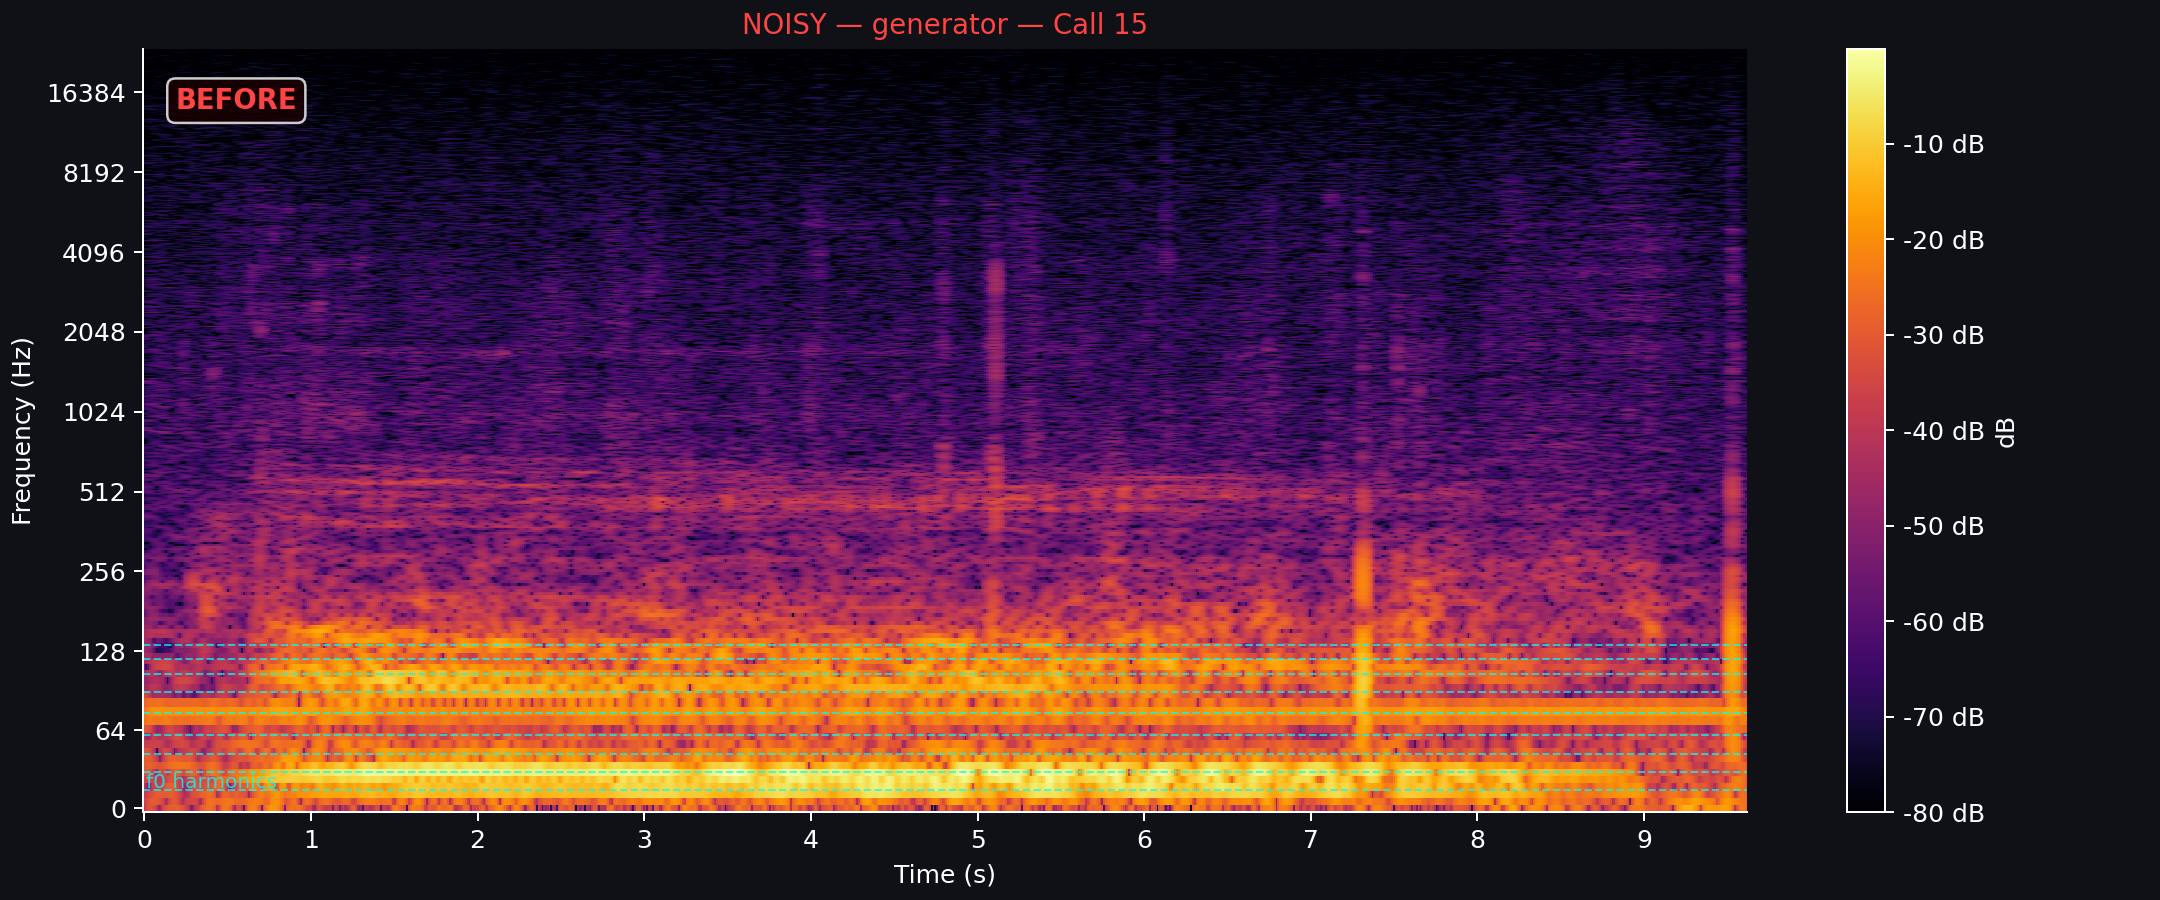 NOISY — generator — Call 15
BEFORE
16384
8192
4096
2048
1024
512
256
128
64
0
Frequency (Hz)
f0 harmonics
0 1 2 3 4 5 6 7 8 9
Time (s)
-10 dB
-20 dB
-30 dB
-40 dB
-50 dB
-60 dB
-70 dB
-80 dB
dB